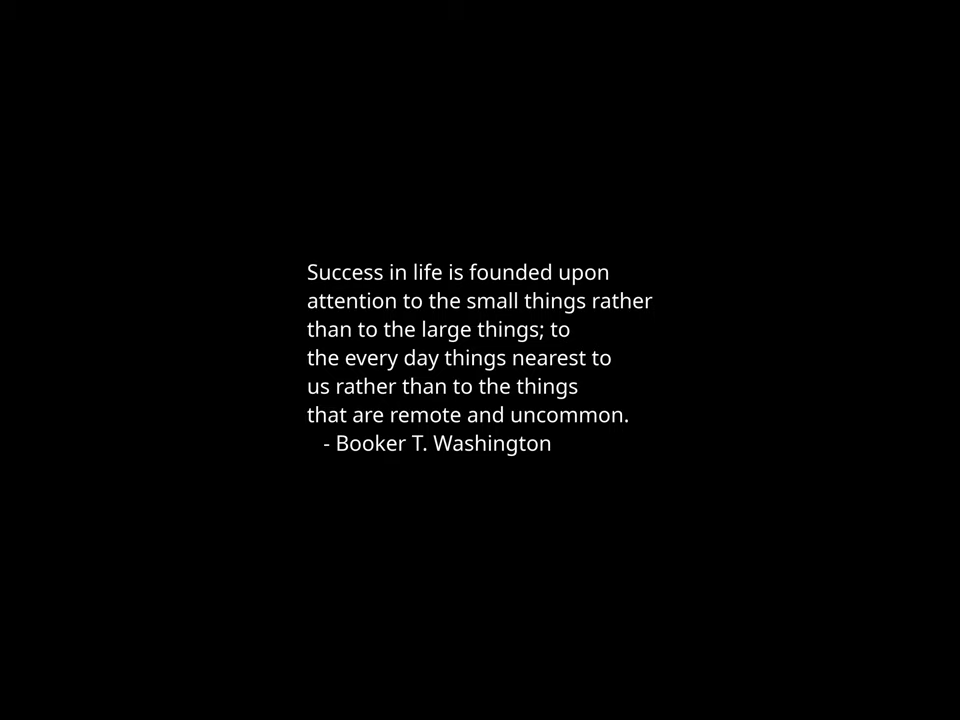 Success in life is founded upon
attention to the small things rather
than to the large things; to
the every day things nearest to
us rather than to the things
that are remote and uncommon.
- Booker T. Washington